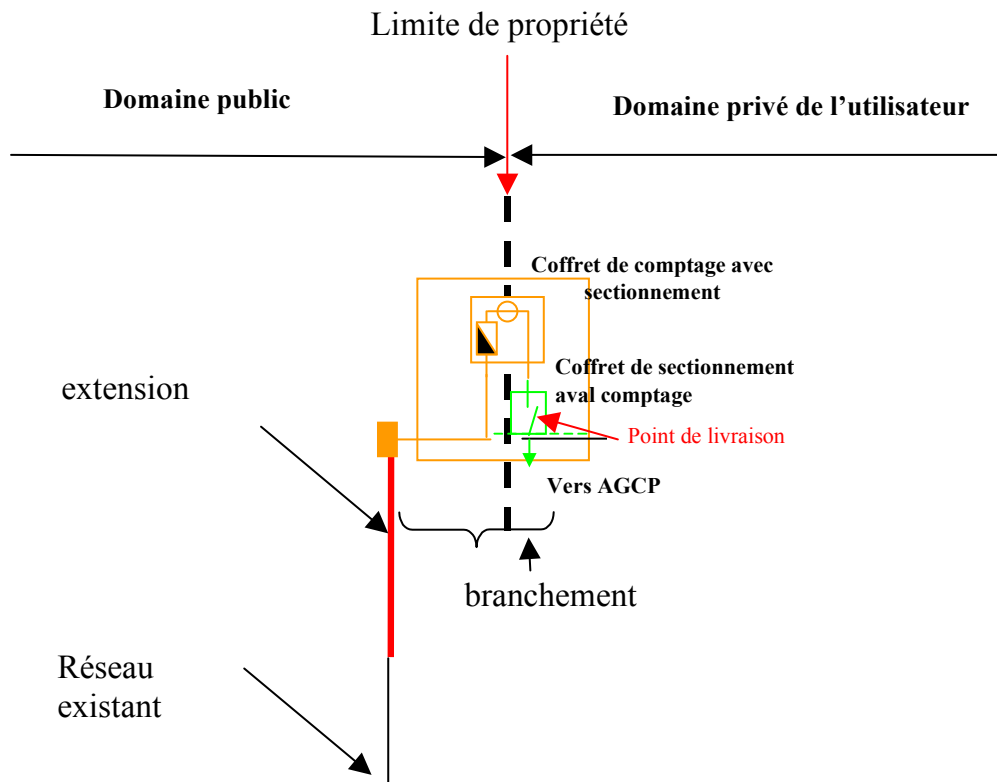 Limite de propriété
Domaine public
Domaine privé de l’utilisateur
Coffret de comptage avec
sectionnement
Coffret de sectionnement
aval comptage
extension
Point de livraison
Vers AGCP
branchement
Réseau
existant